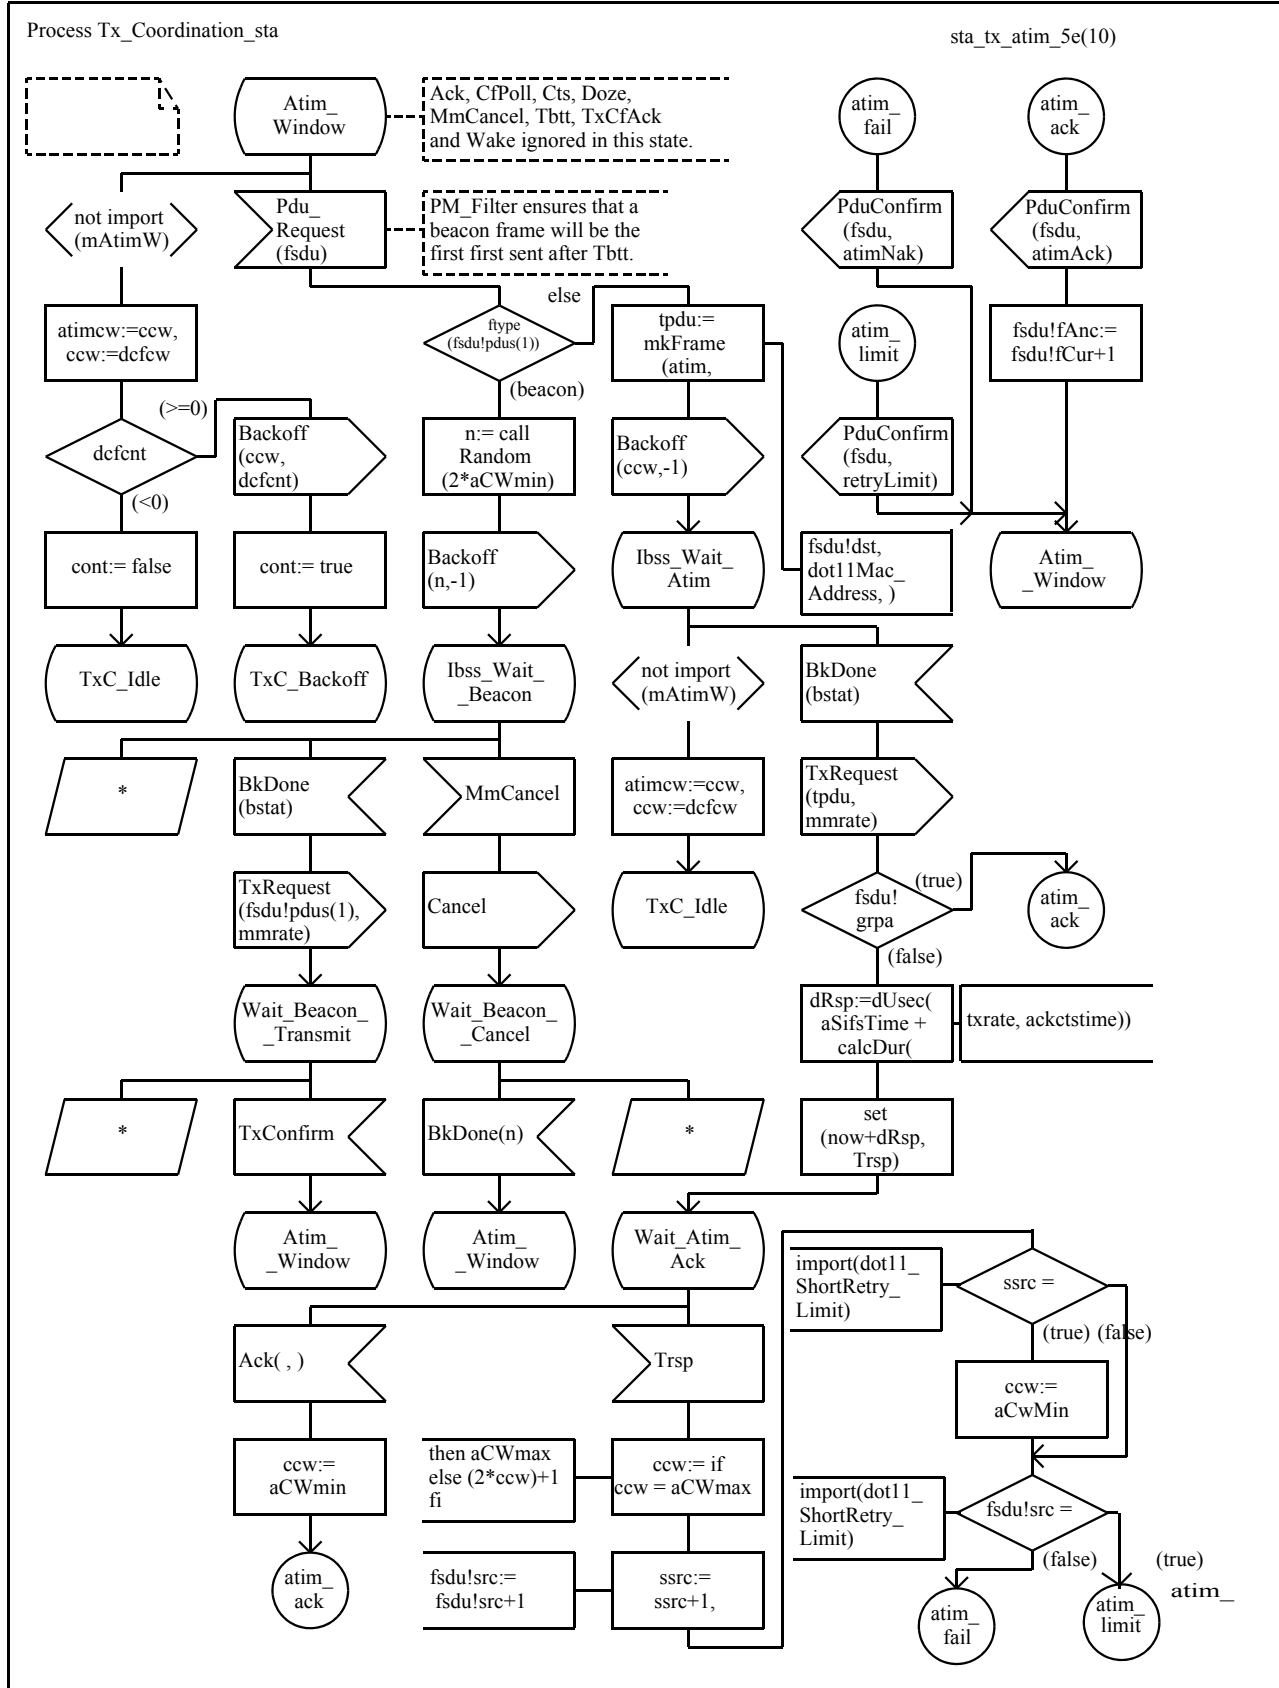 Process Tx_Coordination_sta
sta_tx_atim_5e(10)
Atim_
_Window
Ack, CfPoll, Cts, Doze,
MmCancel, Tbtt, TxCfAck
and Wake ignored in this state.
atim_
fail
atim_
ack
not import
(mAtimW)
Pdu_
_Request
(fsdu)
PM_Filter ensures that a
beacon frame will be the
first first sent after Tbtt.
PduConfirm
(fsdu,
atimNak)
PduConfirm
(fsdu,
atimAck)
else
atimcw:=ccw,
ccw:=dcfcw
ftype
(fsdu!pdus(1))
tpdu:=
mkFrame
(atim,
atim_
limit
fsdu!fAnc:=
fsdu!fCur+1
(beacon)
(>=0)
dcfcnt
Backoff
(ccw,
dcfcnt)
n:= call
Random
(2*aCWmin)
Backoff
(ccw,-1)
PduConfirm
(fsdu,
retryLimit)
(<0)
cont:= false
cont:= true
Backoff
(n,-1)
Ibss_Wait_
_Atim
fsdu!dst,
dot11Mac_
_Address, )
Atim_
_Window
TxC_Idle
TxC_Backoff
Ibss_Wait_
_Beacon
not import
(mAtimW)
BkDone
(bstat)
*
BkDone
(bstat)
MmCancel
atimcw:=ccw,
ccw:=dcfcw
TxRequest
(tpdu,
mmrate)
TxRequest
(fsdu!pdus(1),
mmrate)
Cancel
TxC_Idle
fsdu!
grpa
(true)
atim_
ack
(false)
Wait_Beacon_
_Transmit
Wait_Beacon_
_Cancel
dRsp:=dUsec(
aSifsTime +
calcDur(
txrate, ackctstime))
*
TxConfirm
BkDone(n)
*
set
(now+dRsp,
Trsp)
Atim_
_Window
Atim_
_Window
Wait_Atim_
_Ack
import(dot11_
ShortRetry_
Limit)
ssrc =
(true) (false)
Ack( , )
Trsp
ccw:=
aCwMin
ccw:=
aCWmin
then aCWmax
else (2*ccw)+1
fi
ccw:= if
ccw = aCWmax
import(dot11_
ShortRetry_
Limit)
fsdu!src =
(false)
(true)
atim_
ack
fsdu!src:=
fsdu!src+1
ssrc:=
ssrc+1,
atim_
fail
atim_
limit
atim_